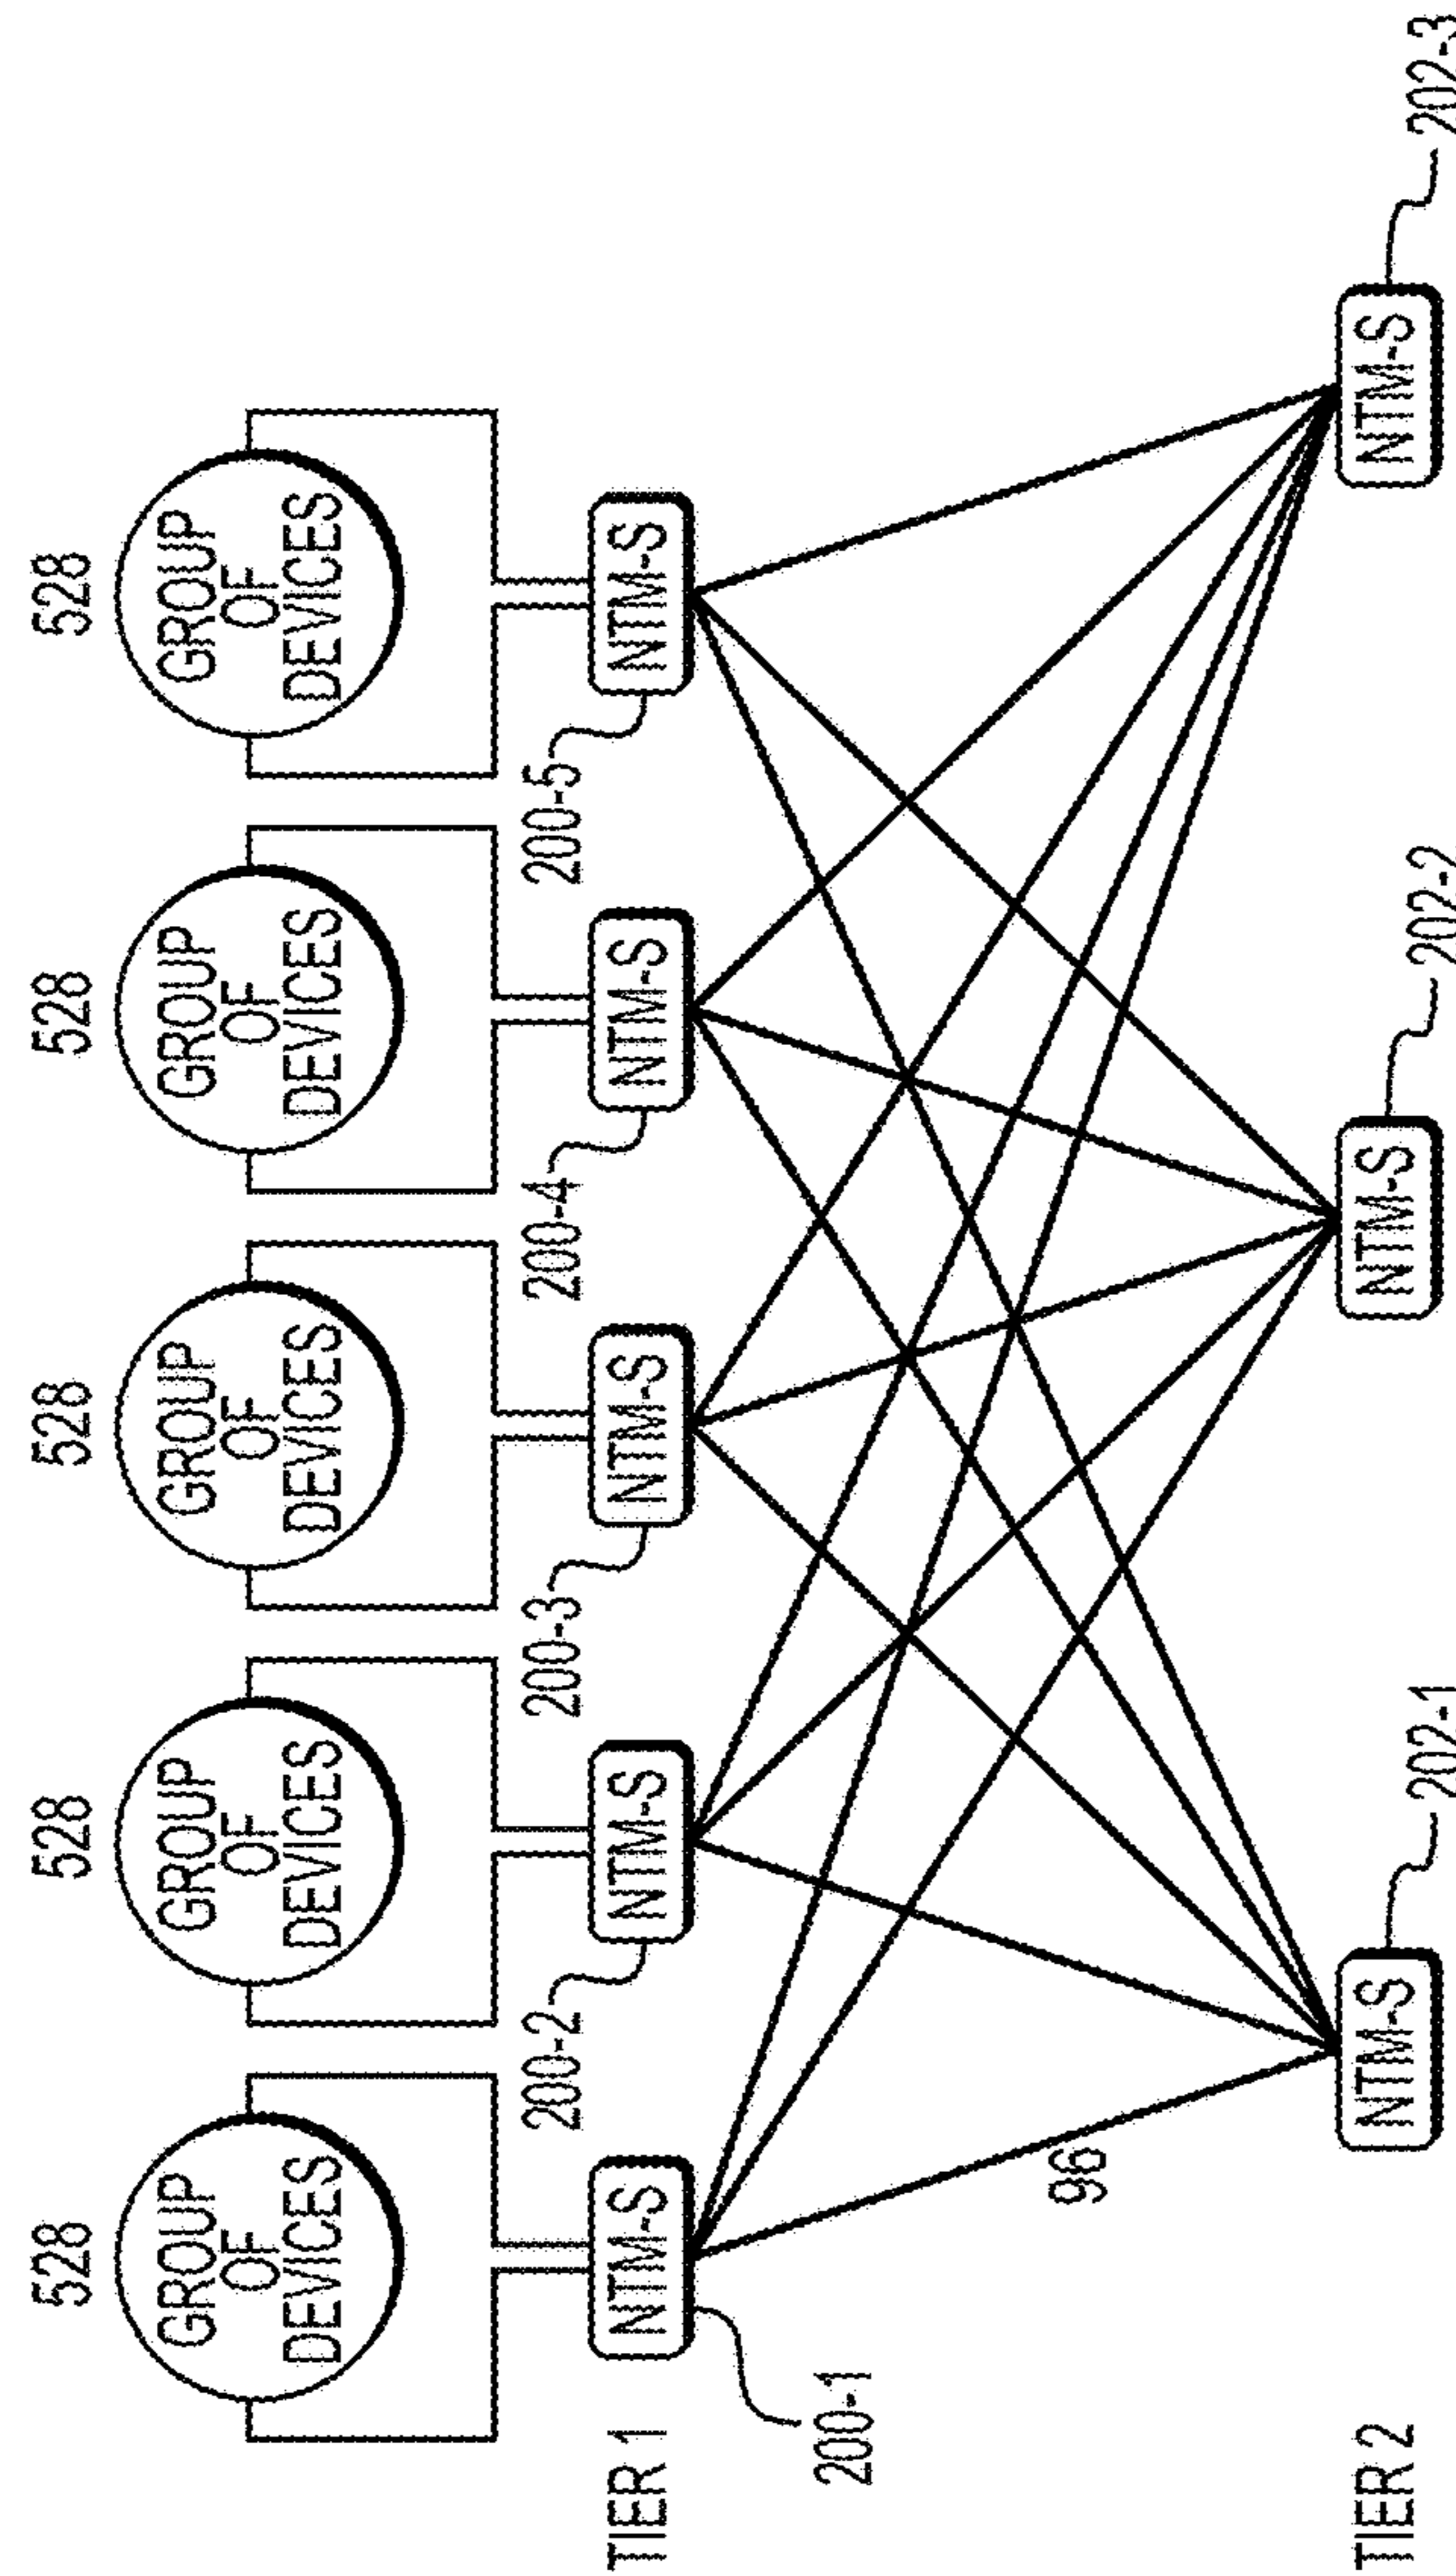 528
528
528
528
528
GROUP
OF
DEVICES
GROUP
OF
DEVICES
GROUP
OF
DEVICES
GROUP
OF
DEVICES
GROUP
OF
DEVICES
200-2
200-3
200-4
200-5
TIER 1
NTM-S
NTM-S
NTM-S
NTM-S
NTM-S
200-1
96
TIER 2
NTM-S
NTM-S
NTM-S
202-1
202-2
202-3